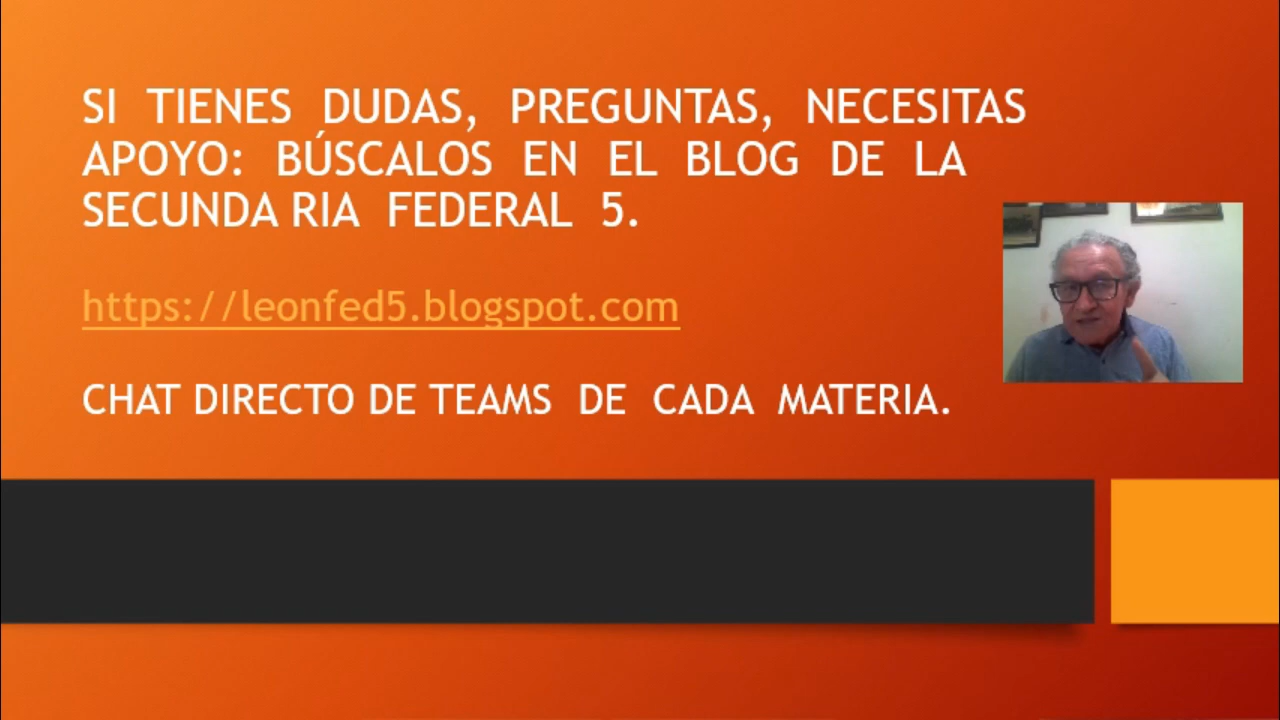 SI TIENES DUDAS, PREGUNTAS, NECESITAS
APOYO: BÚSCALOS EN EL BLOG DE LA
SECUNDA RIA FEDERAL 5.
https://leonfed5.blogspot.com
CHAT DIRECTO DE TEAMS DE CADA MATERIA.